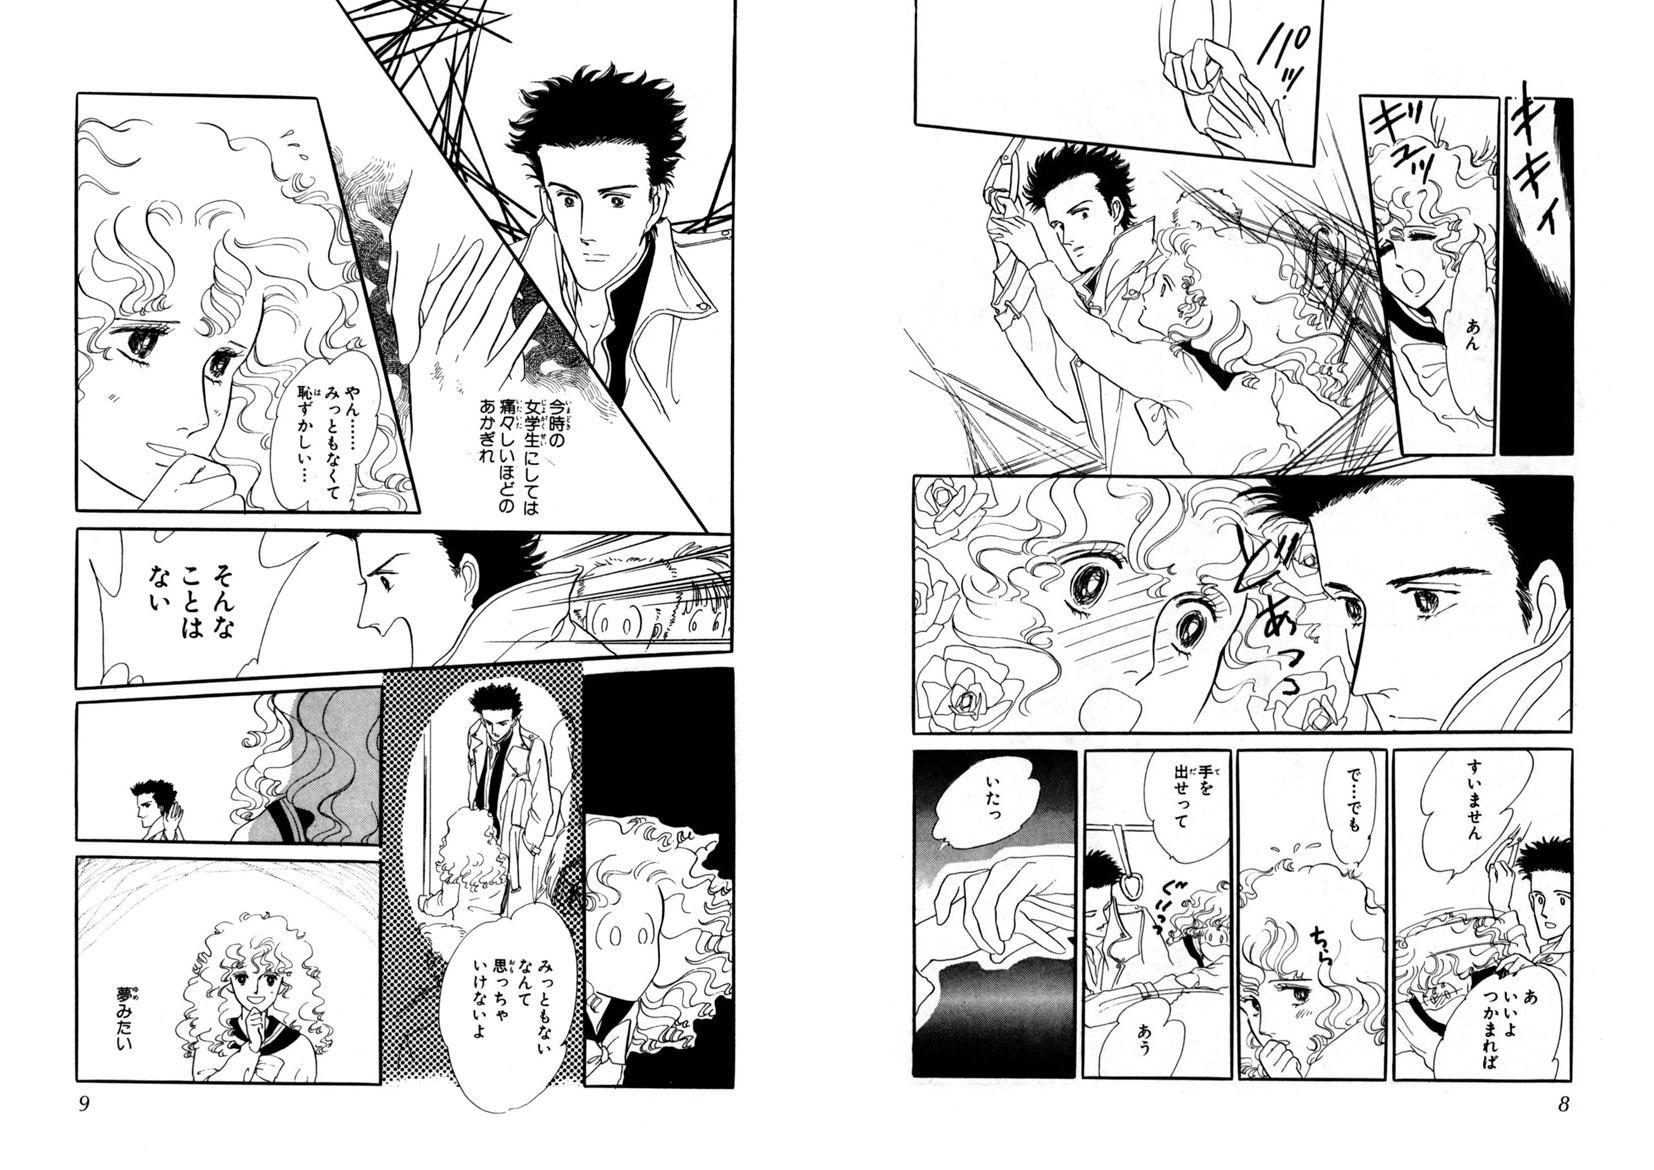 キキキィ
ギュッ
あん
パッ
ど
あっ
すいません
あ
いいよ
つかまれば
で…でも
ちら
手を
出せって
ぐぐ…っ
あう
いたっ
8
今時の
女学生にしては
痛々しいほどの
あかぎれ
やん………
みっともなくて
恥ずかしい…
そんな
ことは
ない
みっともない
なんて
思っちゃ
いけないよ
夢みたい
9